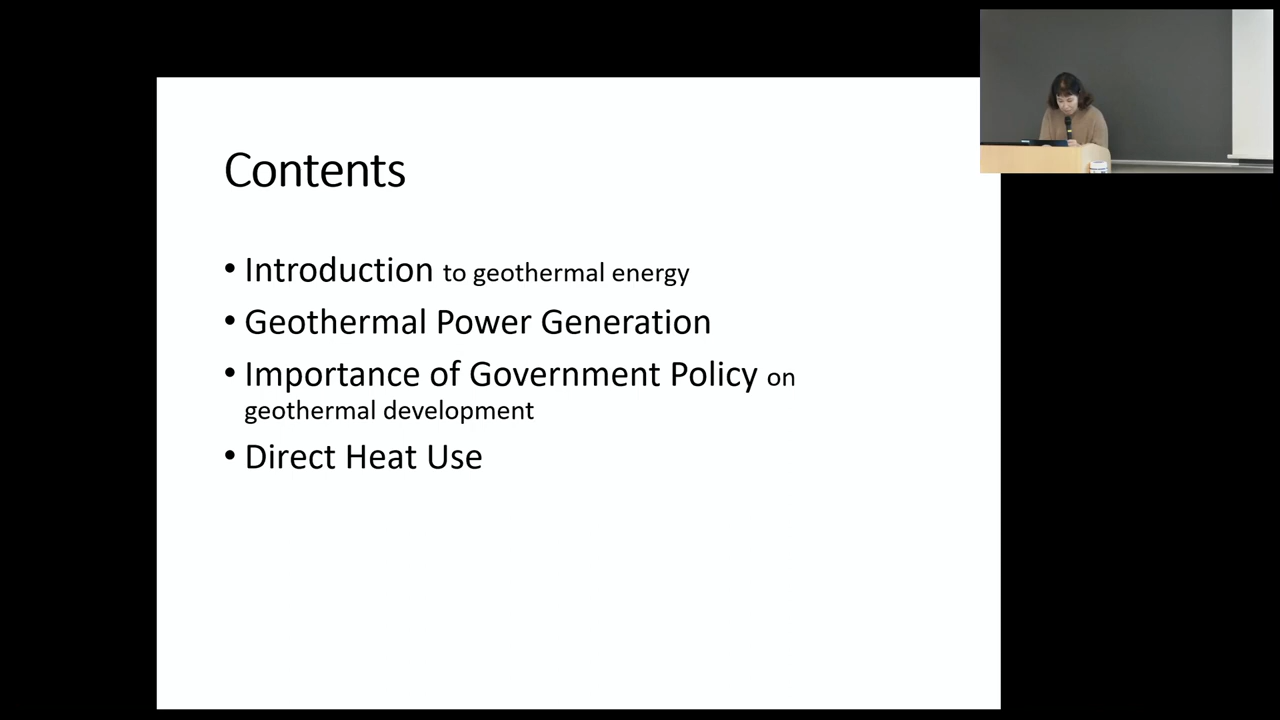 Contents
• Introduction to geothermal energy
• Geothermal Power Generation
• Importance of Government Policy on
geothermal development
• Direct Heat Use